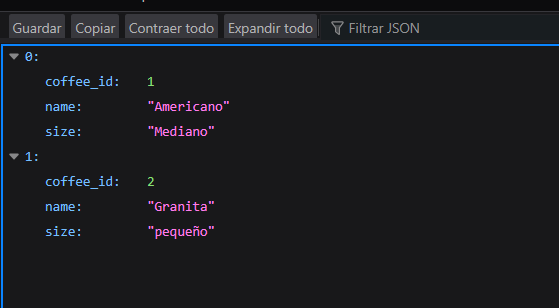 Guardar Copiar Contraer todo Expandir todo Filtrar JSON
0:
coffee_id: 1
name: "Americano"
size: "Mediano"
1:
coffee_id: 2
name: "Granita"
size: "pequeño"